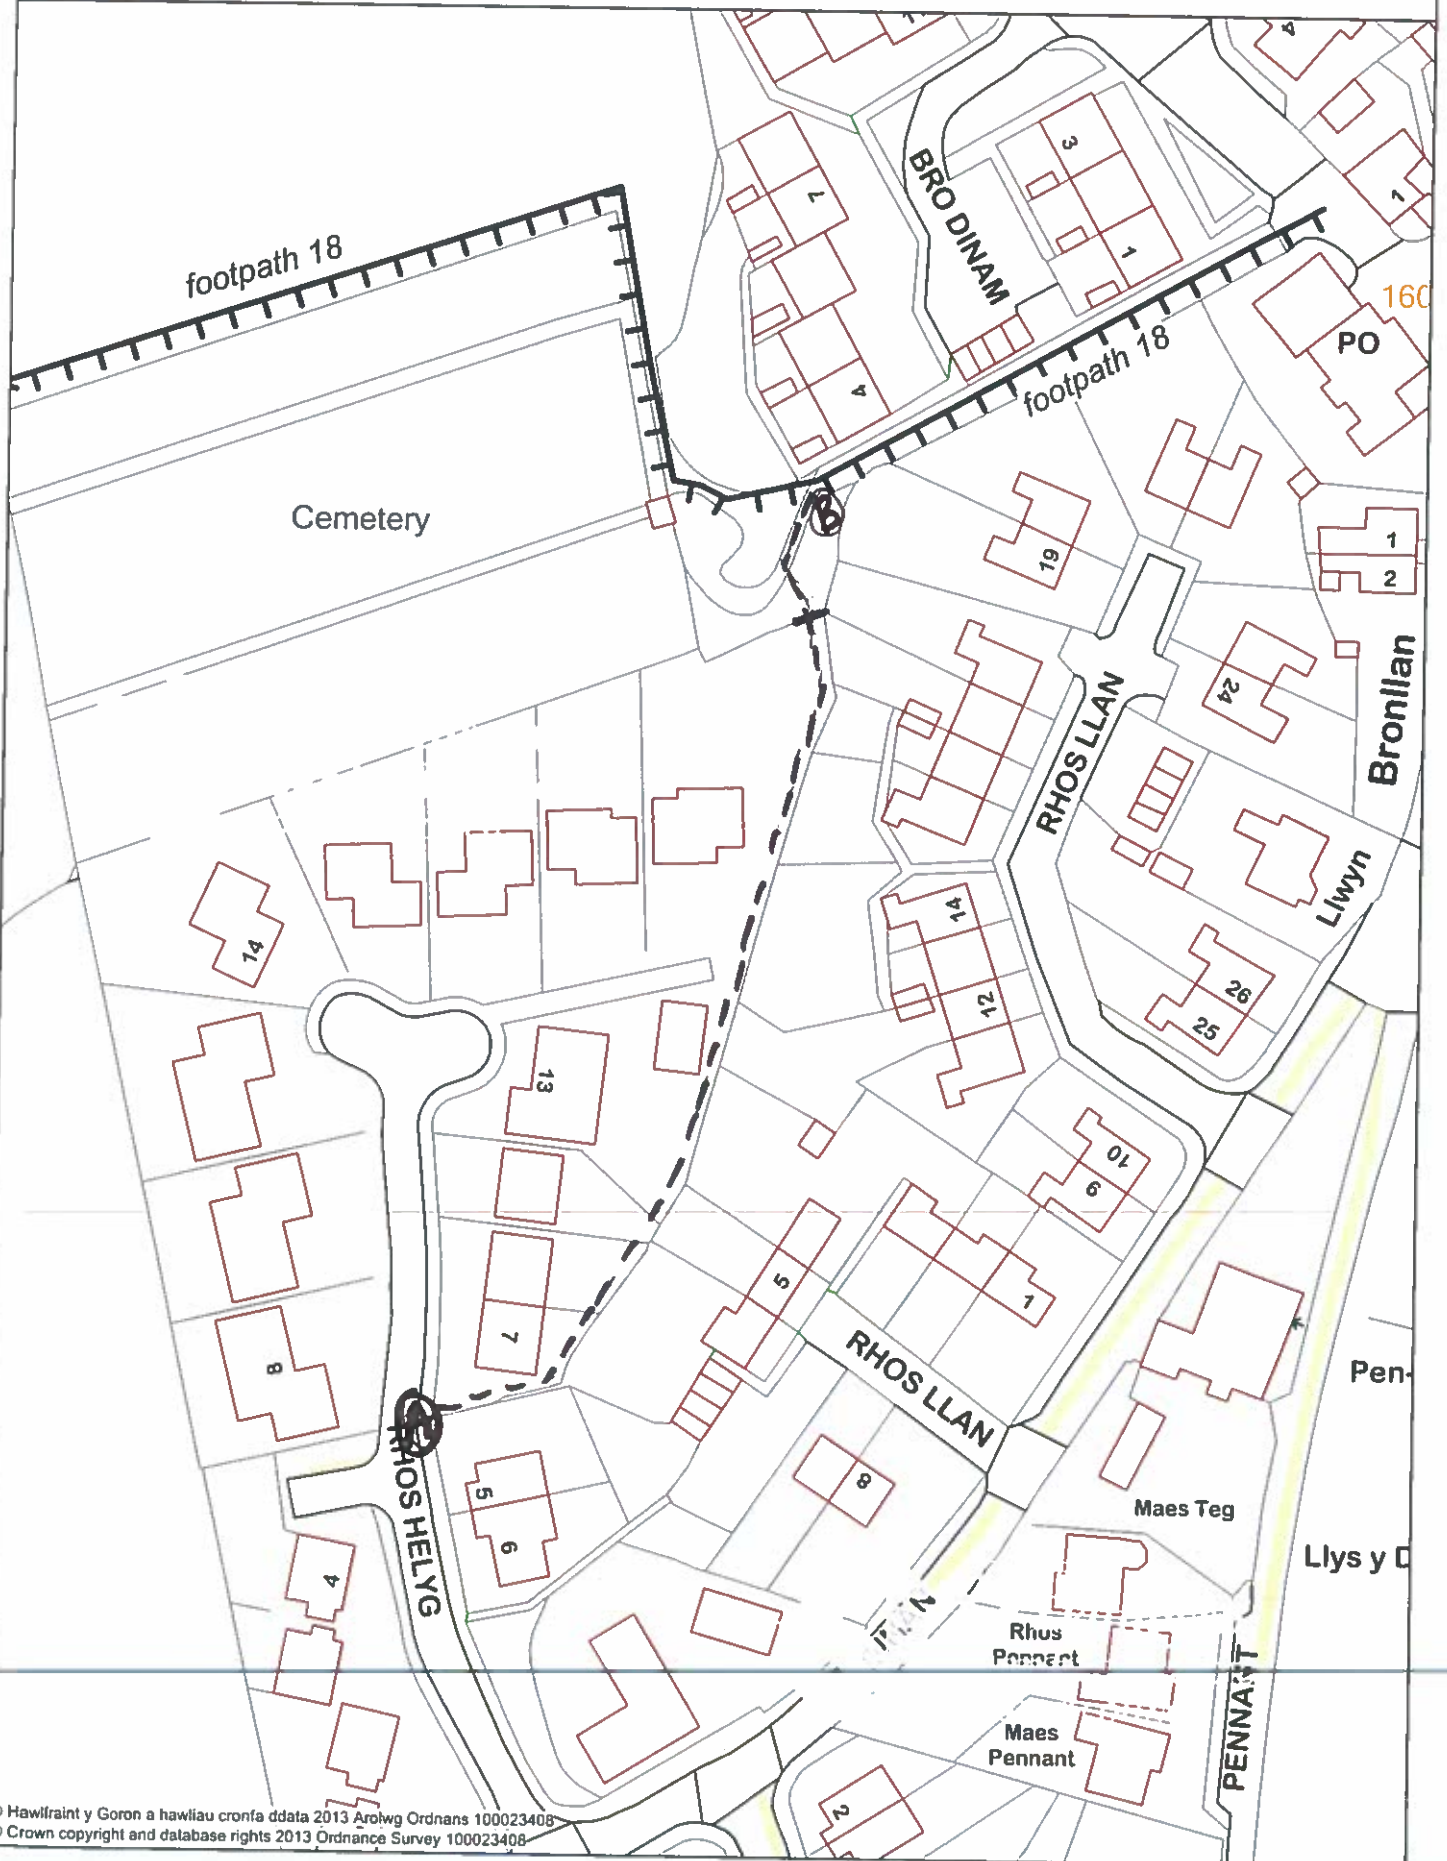 4
3
1
1
7
BRO DINAM
footpath 18
160
PO
4
footpath 18
Cemetery
B
19
1
2
24
RHOS LLAN
Bronllan
Llwyn
14
14
12
26
25
13
10
9
5
1
7
8
RHOS LLAN
Pen-
RHOS HELYG
5
6
8
Maes Teg
Llys y D
4
Rhos
Pennant
Maes
Pennant
PENNANT
2
Hawlfraint y Goron a hawliau cronfa ddata 2013 Arolwg Ordnans 100023408
Crown copyright and database rights 2013 Ordnance Survey 100023408